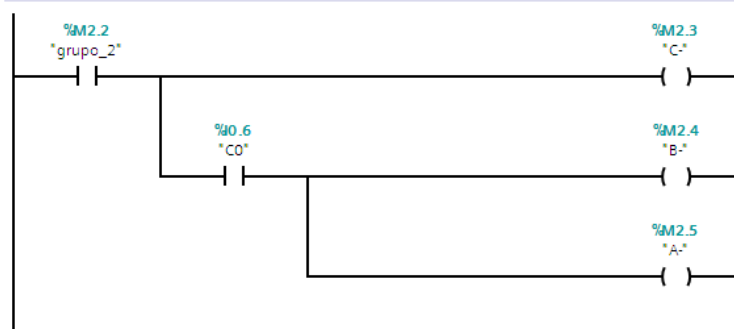 %M2.2
"grupo_2"
%M2.3
"C-"
%I0.6
"C0"
%M2.4
"B-"
%M2.5
"A-"